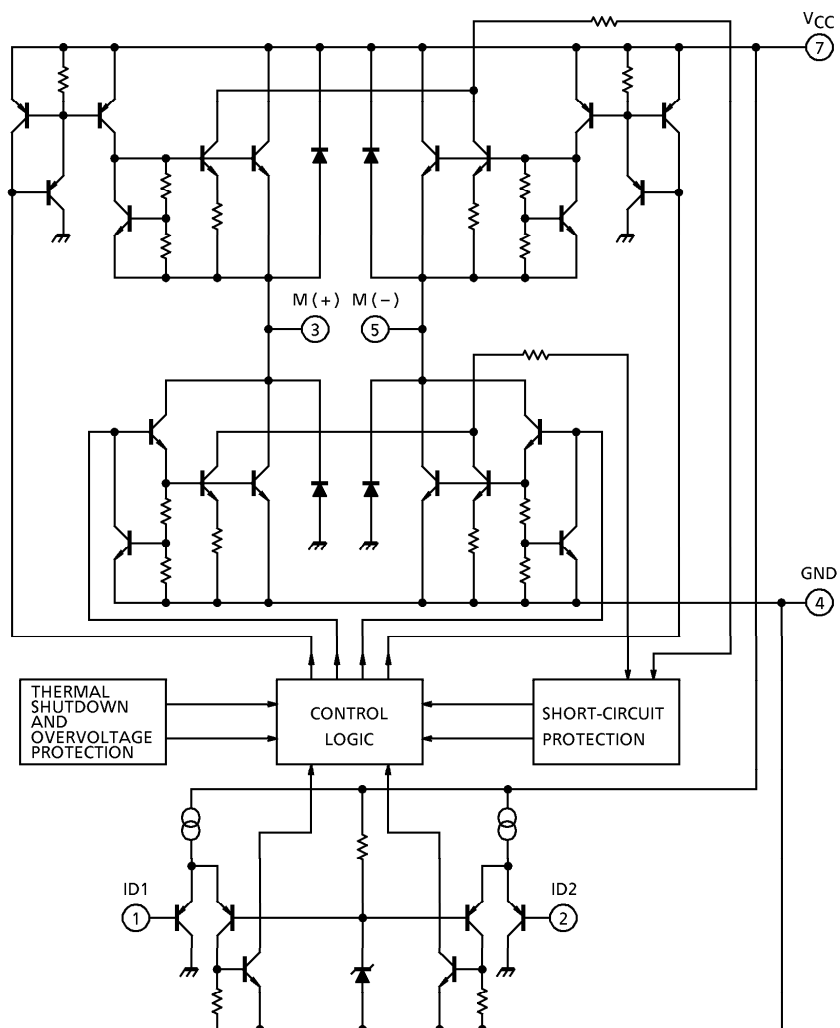 VCC
7
M (+) M (−)
3 5
GND
4
THERMAL
SHUTDOWN
AND
OVERVOLTAGE
PROTECTION
CONTROL
LOGIC
SHORT-CIRCUIT
PROTECTION
ID1
1
ID2
2